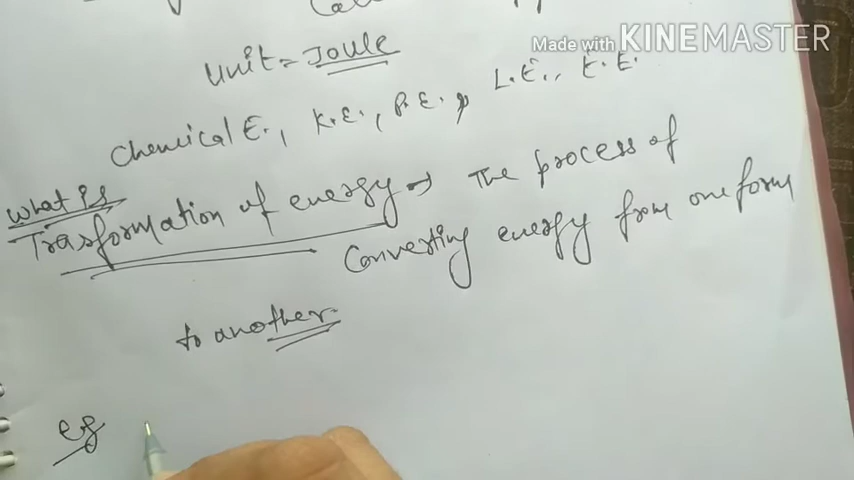 Made with KINEMASTER
Unit = Joule
Chemical E., K.E., P.E., L.E., E.E.
What is
Trasformation of energy → The process of
Converting energy from one form
to another.
eg